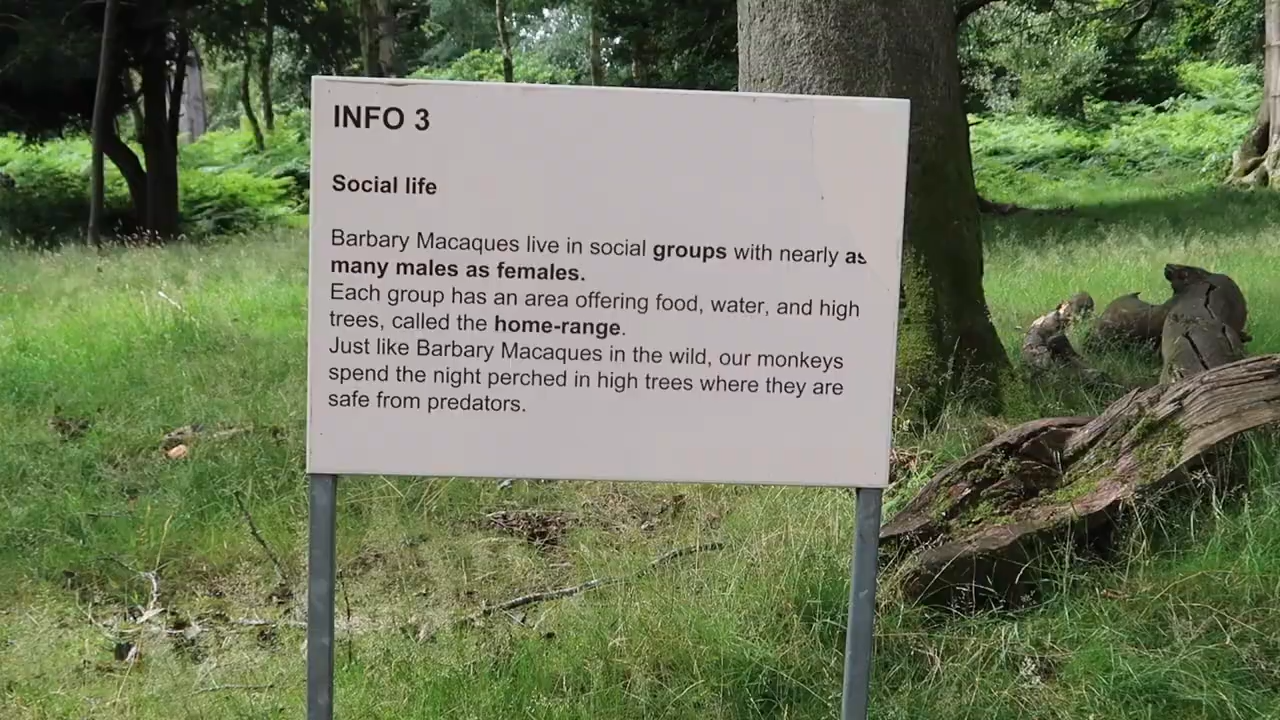 INFO 3
Social life
Barbary Macaques live in social groups with nearly as
many males as females.
Each group has an area offering food, water, and high
trees, called the home-range.
Just like Barbary Macaques in the wild, our monkeys
spend the night perched in high trees where they are
safe from predators.